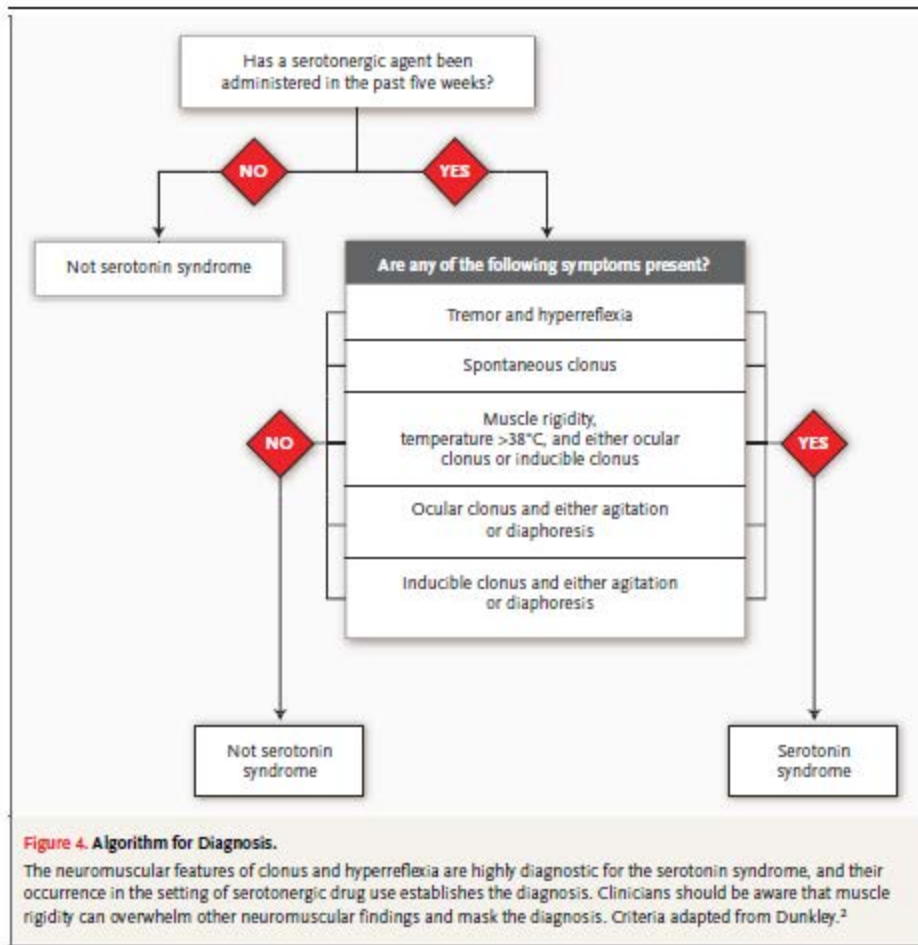 Has a serotonergic agent been
administered in the past five weeks?
NO
YES
Not serotonin syndrome
Are any of the following symptoms present?
Tremor and hyperreflexia
Spontaneous clonus
Muscle rigidity,
temperature >38°C, and either ocular
clonus or inducible clonus
NO
YES
Ocular clonus and either agitation
or diaphoresis
Inducible clonus and either agitation
or diaphoresis
Not serotonin
syndrome
Serotonin
syndrome
Figure 4. Algorithm for Diagnosis.
The neuromuscular features of clonus and hyperreflexia are highly diagnostic for the serotonin syndrome, and their
occurrence in the setting of serotonergic drug use establishes the diagnosis. Clinicians should be aware that muscle
rigidity can overwhelm other neuromuscular findings and mask the diagnosis. Criteria adapted from Dunkley.²